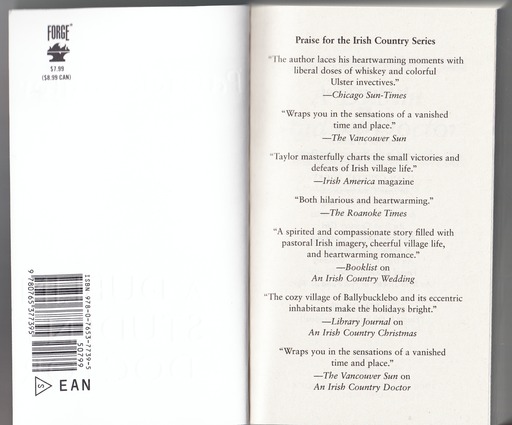 FORGE®
$7.99
($8.99 CAN)
ISBN 978-0-7653-7739-5
50799
9 780765 377395
S
EAN
Praise for the Irish Country Series
"The author laces his heartwarming moments with
liberal doses of whiskey and colorful
Ulster invectives."
—Chicago Sun-Times
"Wraps you in the sensations of a vanished
time and place."
—The Vancouver Sun
"Taylor masterfully charts the small victories and
defeats of Irish village life."
—Irish America magazine
"Both hilarious and heartwarming."
—The Roanoke Times
"A spirited and compassionate story filled with
pastoral Irish imagery, cheerful village life,
and heartwarming romance."
—Booklist on
An Irish Country Wedding
"The cozy village of Ballybucklebo and its eccentric
inhabitants make the holidays bright."
—Library Journal on
An Irish Country Christmas
"Wraps you in the sensations of a vanished
time and place."
—The Vancouver Sun on
An Irish Country Doctor